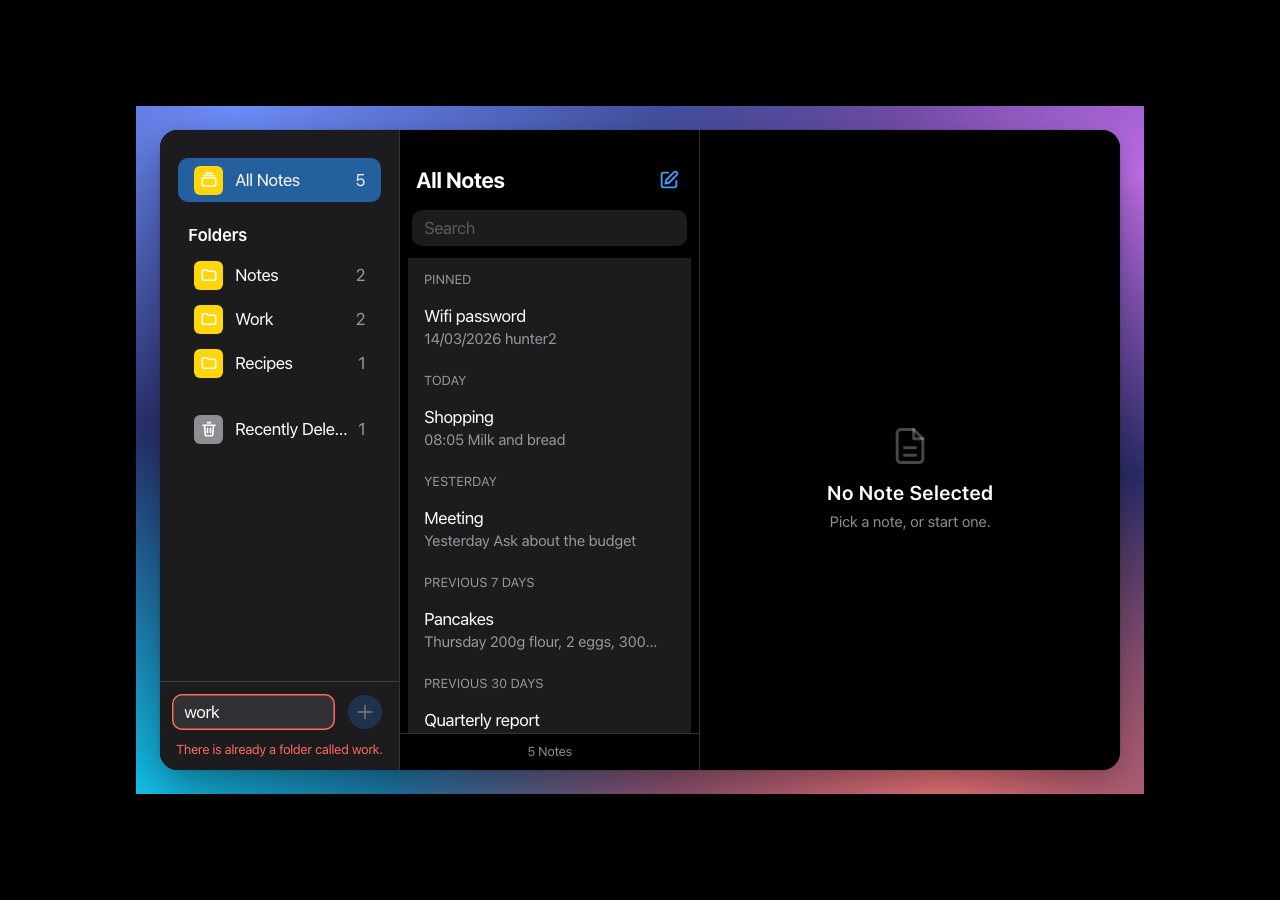 All Notes 5
Folders
Notes 2
Work 2
Recipes 1
Recently Dele... 1
work
There is already a folder called work.
All Notes
Search
PINNED
Wifi password
14/03/2026 hunter2
TODAY
Shopping
08:05 Milk and bread
YESTERDAY
Meeting
Yesterday Ask about the budget
PREVIOUS 7 DAYS
Pancakes
Thursday 200g flour, 2 eggs, 300...
PREVIOUS 30 DAYS
Quarterly report
5 Notes
No Note Selected
Pick a note, or start one.